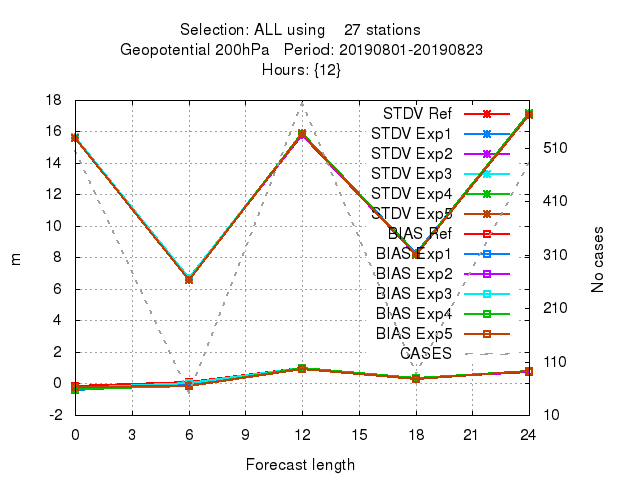 Selection: ALL using    27 stations
Geopotential 200hPa   Period: 20190801-20190823
Hours: {12}
18
16
14
12
10
8
6
4
2
0
-2
m
STDV Ref
STDV Exp1
STDV Exp2
STDV Exp3
STDV Exp4
STDV Exp5
BIAS Ref
BIAS Exp1
BIAS Exp2
BIAS Exp3
BIAS Exp4
BIAS Exp5
CASES
510
410
310
210
110
10
No cases
0 3 6 9 12 15 18 21 24
Forecast length